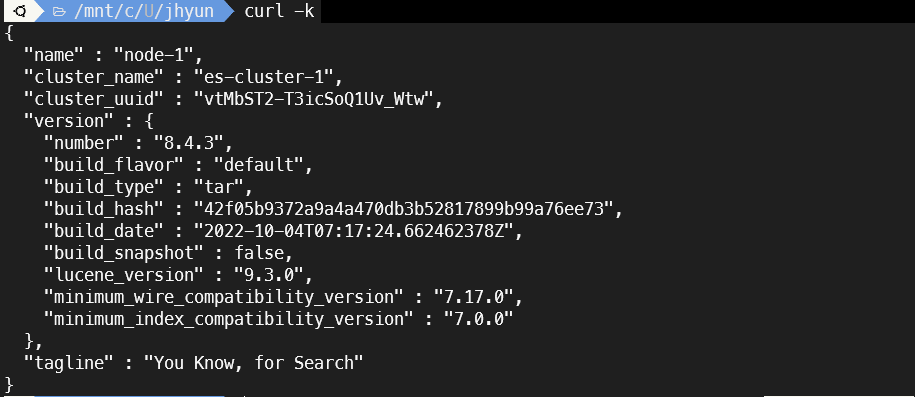 /mnt/c/U/jhyun curl -k
{
  "name" : "node-1",
  "cluster_name" : "es-cluster-1",
  "cluster_uuid" : "vtMbST2-T3icSoQ1Uv_Wtw",
  "version" : {
    "number" : "8.4.3",
    "build_flavor" : "default",
    "build_type" : "tar",
    "build_hash" : "42f05b9372a9a4a470db3b52817899b99a76ee73",
    "build_date" : "2022-10-04T07:17:24.662462378Z",
    "build_snapshot" : false,
    "lucene_version" : "9.3.0",
    "minimum_wire_compatibility_version" : "7.17.0",
    "minimum_index_compatibility_version" : "7.0.0"
  },
  "tagline" : "You Know, for Search"
}